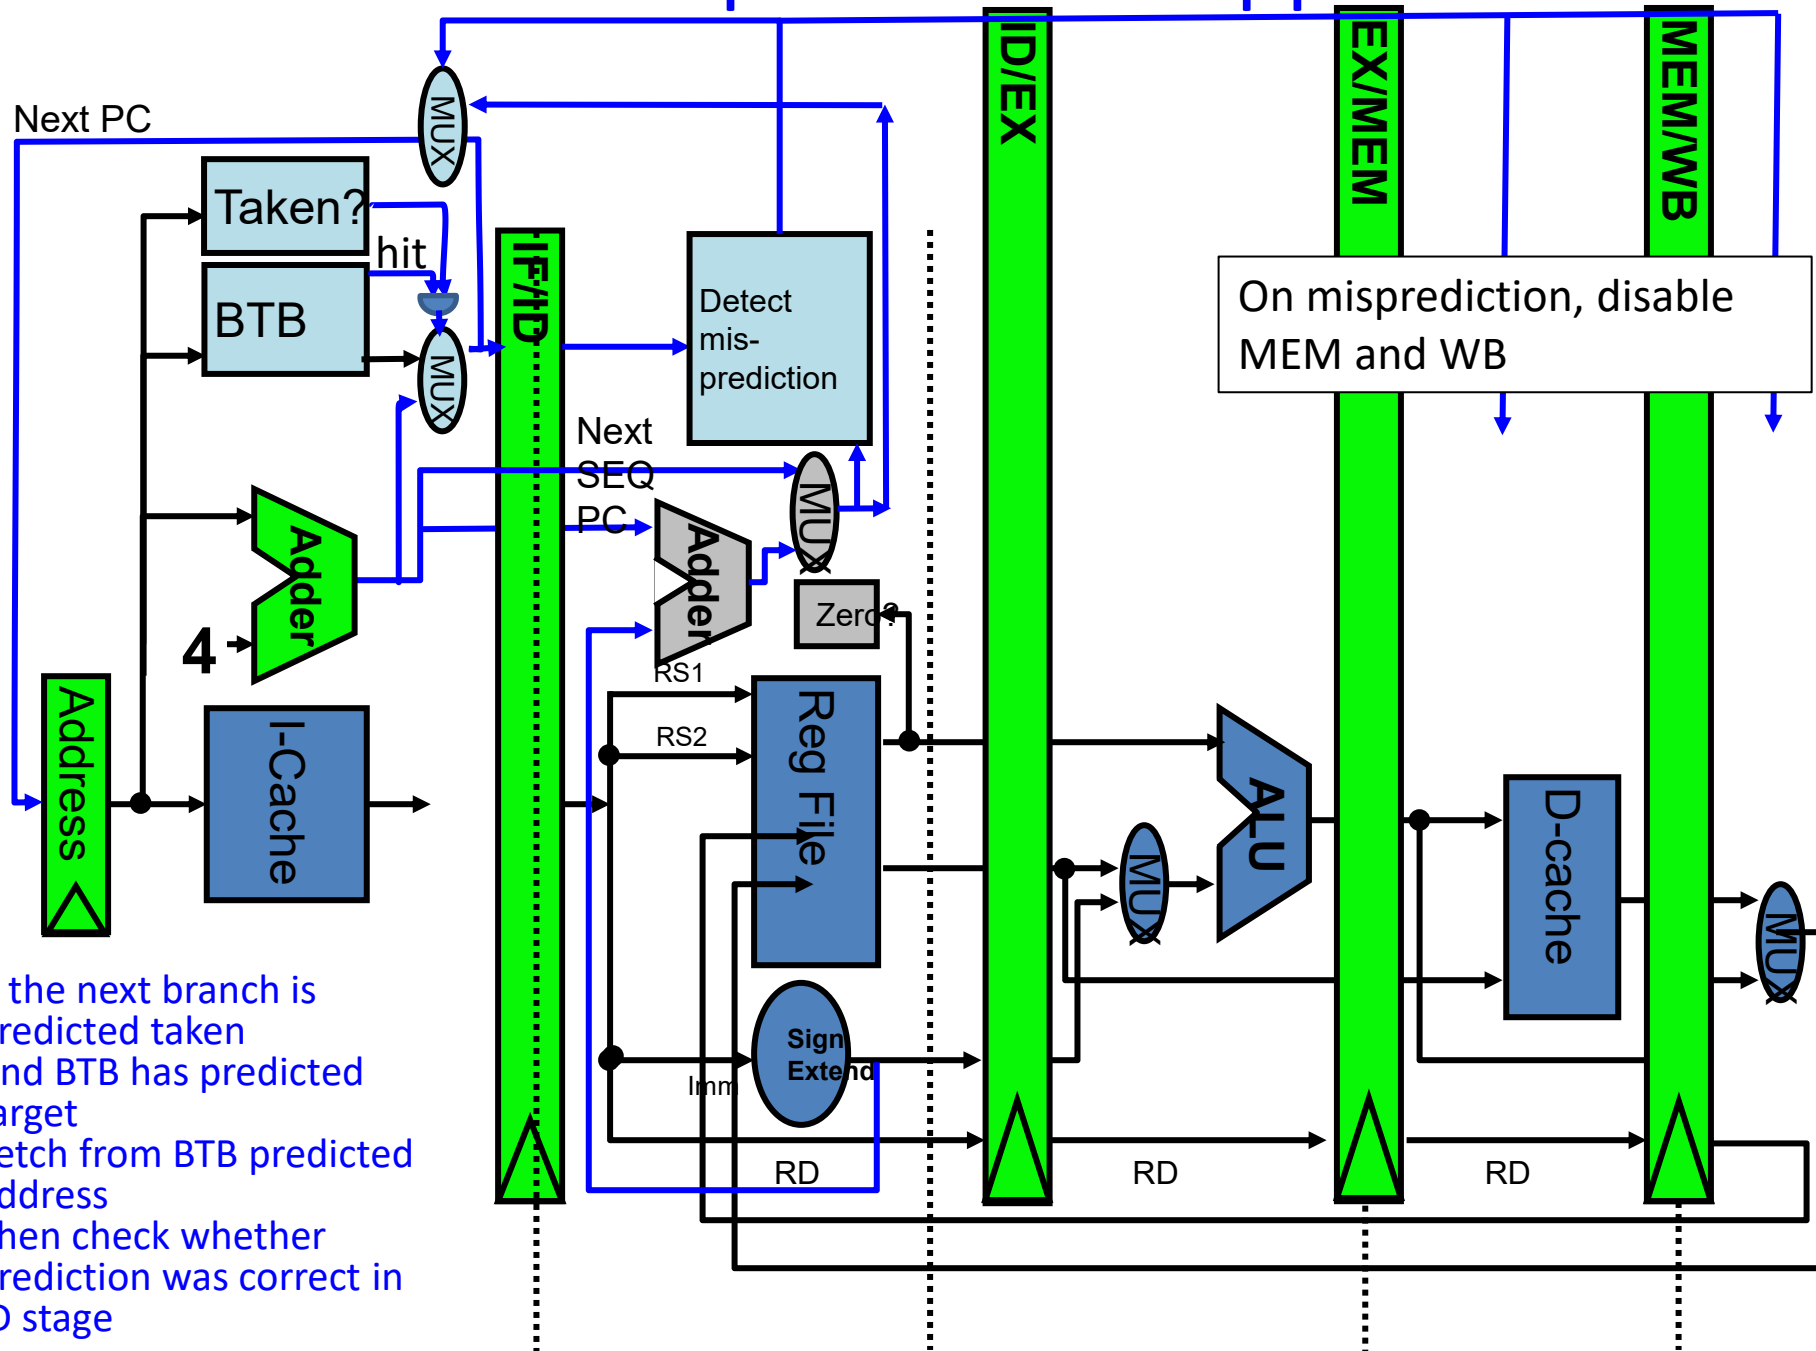 Next PC
MUX
Taken?
hit
BTB
MUX
IF/ID
Detect
mis-
prediction
ID/EX
EX/MEM
MEM/WB
On misprediction, disable
MEM and WB
Next
SEQ
PC
Adder
4
Adder
MUX
Zero?
RS1
RS2
Address
I-Cache
Reg File
MUX
ALU
D-cache
MUX
Sign
Extend
Imm
RD
RD
RD
the next branch is
redicted taken
nd BTB has predicted
arget
etch from BTB predicted
ddress
hen check whether
rediction was correct in
D stage